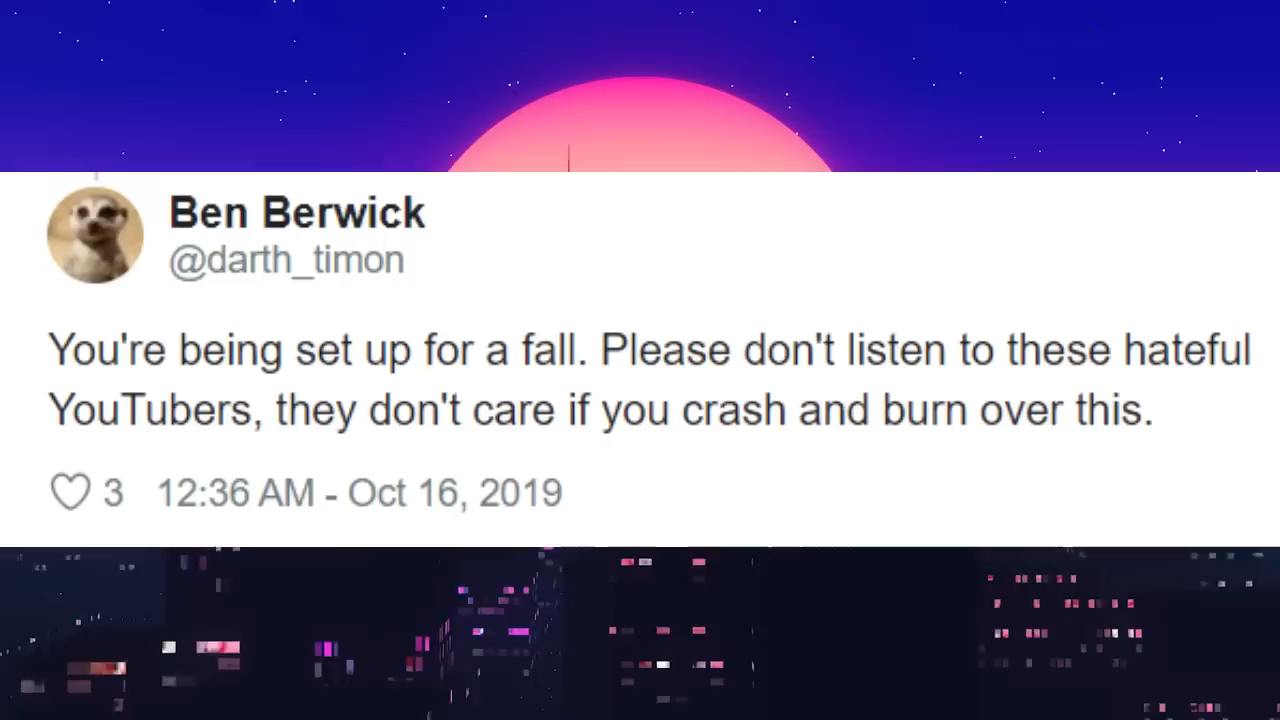 Ben Berwick
@darth_timon
You're being set up for a fall. Please don't listen to these hateful
YouTubers, they don't care if you crash and burn over this.
3 12:36 AM - Oct 16, 2019